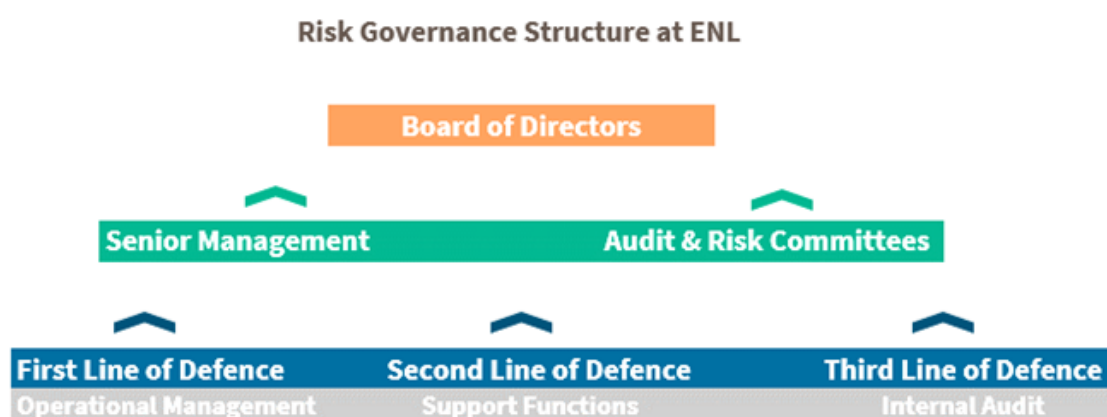 Risk Governance Structure at ENL
Board of Directors
Senior Management Audit & Risk Committees
First Line of Defence Second Line of Defence Third Line of Defence
Operational Management Support Functions Internal Audit